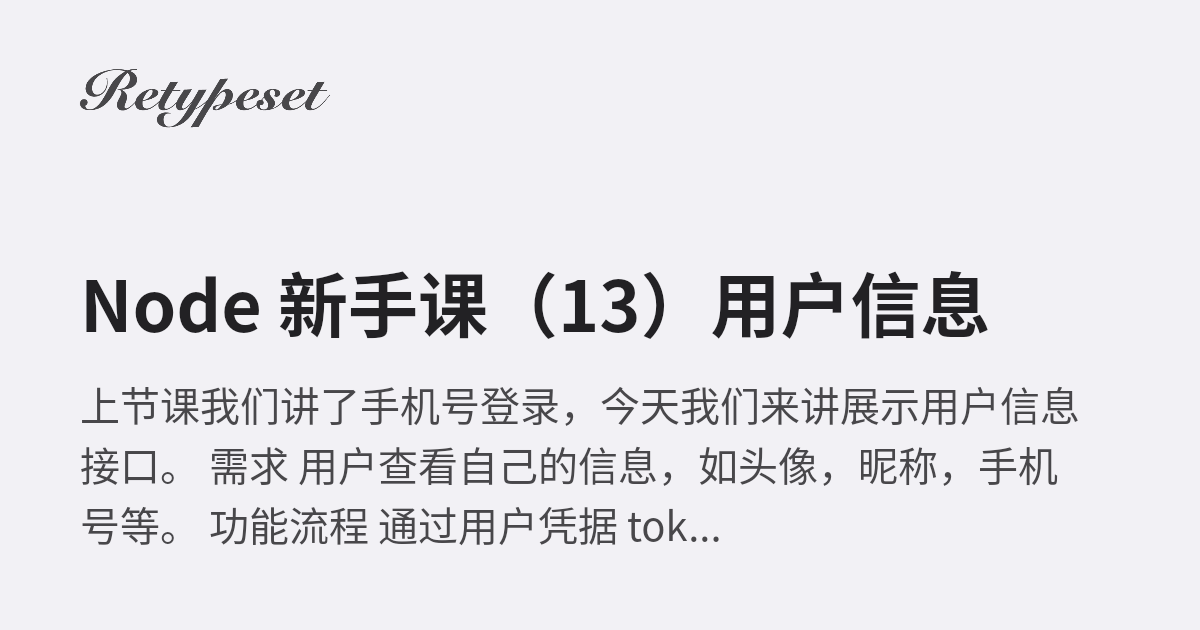 Retypeset
Node 新手课（13）用户信息
上节课我们讲了手机号登录，今天我们来讲展示用户信息
接口。 需求 用户查看自己的信息，如头像，昵称，手机
号等。 功能流程 通过用户凭据 tok...